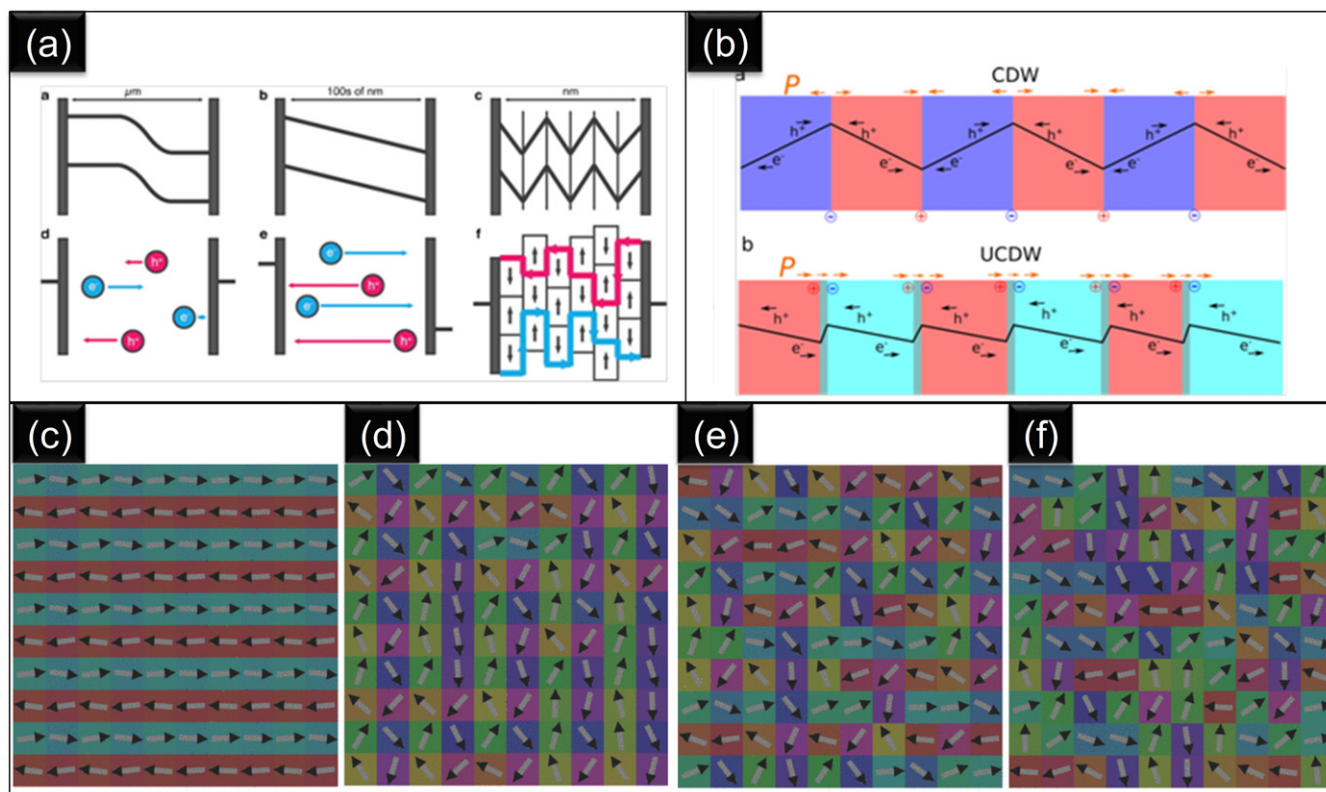 (a)
a
µm
b
100s of nm
c
nm
d
e⁻
h⁺
e⁻
h⁺
e
e⁻
h⁺
e⁻
h⁺
f
(b)
a
CDW
P
h⁺ h⁺ h⁺ h⁺ h⁺ h⁺
e⁻ e⁻ e⁻ e⁻ e⁻ e⁻
⊖ ⊕ ⊖ ⊕ ⊖
b
UCDW
P
⊕ ⊖ ⊕ ⊖ ⊕ ⊖ ⊕ ⊖ ⊕ ⊖
h⁺ h⁺ h⁺ h⁺ h⁺ h⁺
e⁻ e⁻ e⁻ e⁻ e⁻ e⁻
(c)
(d)
(e)
(f)